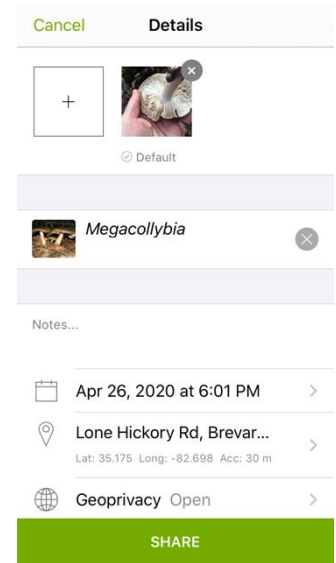 Cancel Details
+
Default
Megacollybia
Notes...
Apr 26, 2020 at 6:01 PM
Lone Hickory Rd, Brevar...
Lat: 35.175 Long: -82.698 Acc: 30 m
Geoprivacy Open
SHARE